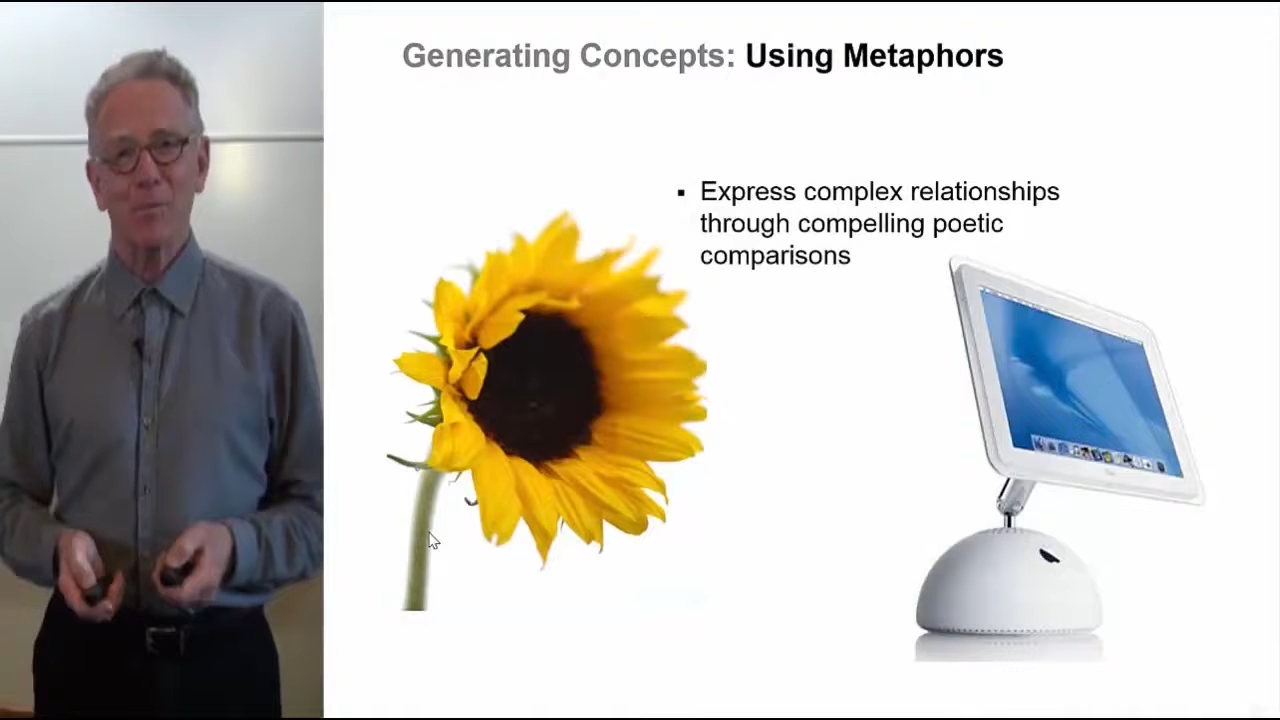 Generating Concepts: Using Metaphors
▪ Express complex relationships
through compelling poetic
comparisons